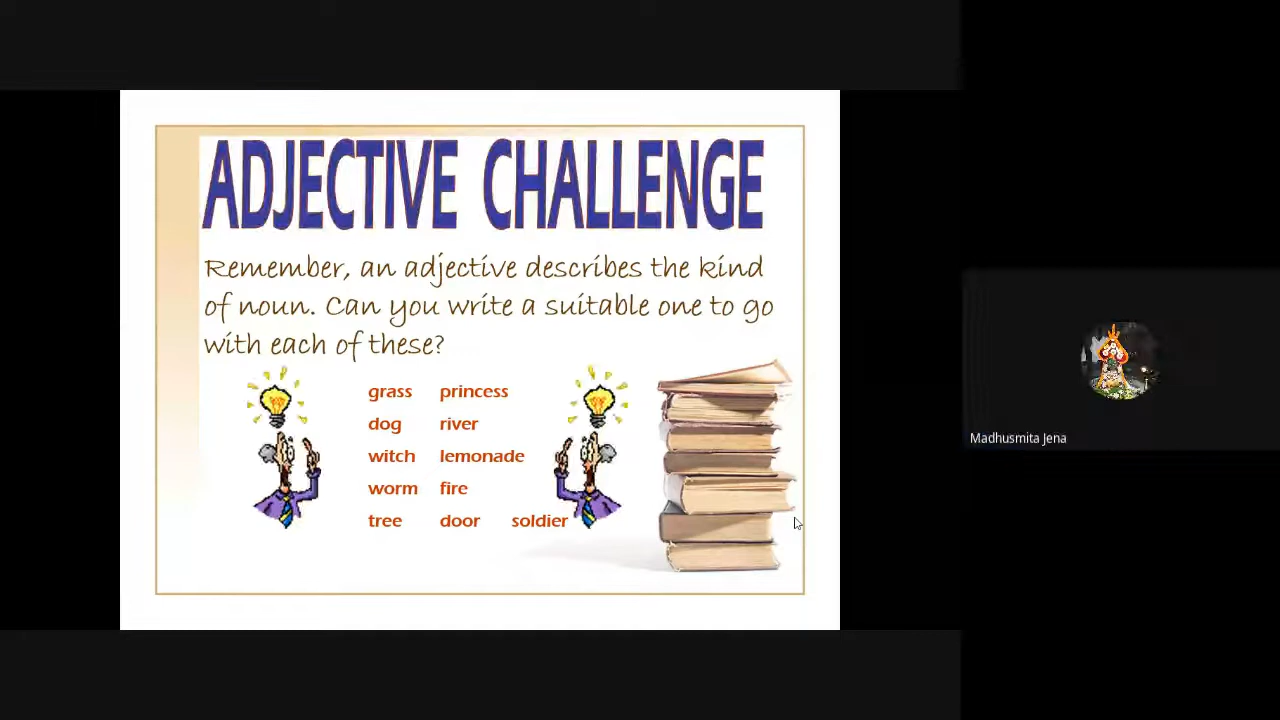 ADJECTIVE CHALLENGE
Remember, an adjective describes the kind
of noun. Can you write a suitable one to go
with each of these?
grass princess
dog river
witch lemonade
worm fire
tree door soldier
Madhusmita Jena